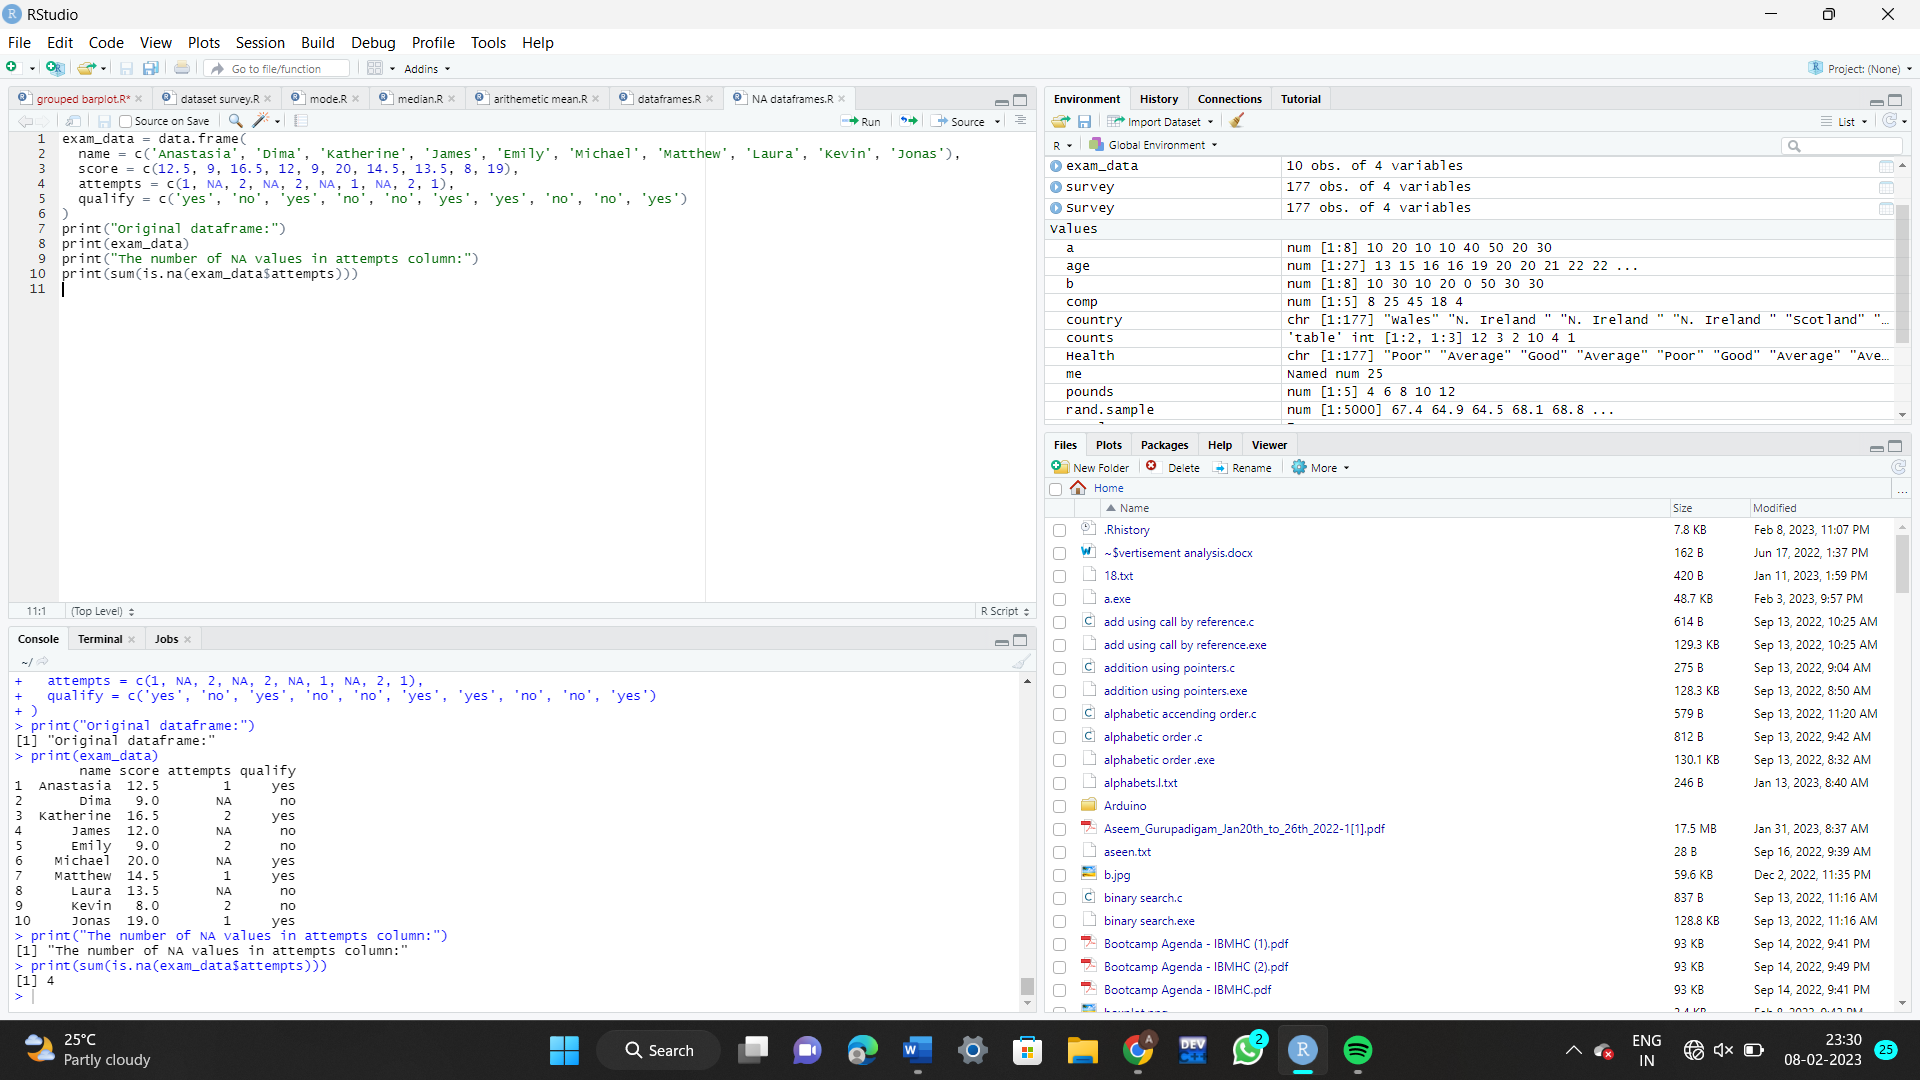 RStudio
File Edit Code View Plots Session Build Debug Profile Tools Help
Go to file/function Addins Project: (None)
grouped barplot.R* dataset survey.R mode.R median.R arithemetic mean.R dataframes.R NA dataframes.R
Source on Save Run Source
1 exam_data = data.frame(
2 name = c('Anastasia', 'Dima', 'Katherine', 'James', 'Emily', 'Michael', 'Matthew', 'Laura', 'Kevin', 'Jonas'),
3 score = c(12.5, 9, 16.5, 12, 9, 20, 14.5, 13.5, 8, 19),
4 attempts = c(1, NA, 2, NA, 2, NA, 1, NA, 2, 1),
5 qualify = c('yes', 'no', 'yes', 'no', 'no', 'yes', 'yes', 'no', 'no', 'yes')
6 )
7 print("Original dataframe:")
8 print(exam_data)
9 print("The number of NA values in attempts column:")
10 print(sum(is.na(exam_data$attempts)))
11
11:1 (Top Level) R Script
Console Terminal Jobs
~/
+ attempts = c(1, NA, 2, NA, 2, NA, 1, NA, 2, 1),
+ qualify = c('yes', 'no', 'yes', 'no', 'no', 'yes', 'yes', 'no', 'no', 'yes')
+ )
> print("Original dataframe:")
[1] "Original dataframe:"
> print(exam_data)
name score attempts qualify
1 Anastasia 12.5 1 yes
2 Dima 9.0 NA no
3 Katherine 16.5 2 yes
4 James 12.0 NA no
5 Emily 9.0 2 no
6 Michael 20.0 NA yes
7 Matthew 14.5 1 yes
8 Laura 13.5 NA no
9 Kevin 8.0 2 no
10 Jonas 19.0 1 yes
> print("The number of NA values in attempts column:")
[1] "The number of NA values in attempts column:"
> print(sum(is.na(exam_data$attempts)))
[1] 4
>
Environment History Connections Tutorial
Import Dataset List
R Global Environment
exam_data 10 obs. of 4 variables
survey 177 obs. of 4 variables
Survey 177 obs. of 4 variables
Values
a num [1:8] 10 20 10 10 40 50 20 30
age num [1:27] 13 15 16 16 19 20 20 21 22 22 ...
b num [1:8] 10 30 10 20 0 50 30 30
comp num [1:5] 8 25 45 18 4
country chr [1:177] "Wales" "N. Ireland " "N. Ireland " "N. Ireland " "Scotland" "…
counts 'table' int [1:2, 1:3] 12 3 2 10 4 1
Health chr [1:177] "Poor" "Average" "Good" "Average" "Poor" "Good" "Average" "Ave…
me Named num 25
pounds num [1:5] 4 6 8 10 12
rand.sample num [1:5000] 67.4 64.9 64.5 68.1 68.8 ...
Files Plots Packages Help Viewer
New Folder Delete Rename More
Home ...
Name Size Modified
.Rhistory 7.8 KB Feb 8, 2023, 11:07 PM
~$vertisement analysis.docx 162 B Jun 17, 2022, 1:37 PM
18.txt 420 B Jan 11, 2023, 1:59 PM
a.exe 48.7 KB Feb 3, 2023, 9:57 PM
add using call by reference.c 614 B Sep 13, 2022, 10:25 AM
add using call by reference.exe 129.3 KB Sep 13, 2022, 10:25 AM
addition using pointers.c 275 B Sep 13, 2022, 9:04 AM
addition using pointers.exe 128.3 KB Sep 13, 2022, 8:50 AM
alphabetic accending order.c 579 B Sep 13, 2022, 11:20 AM
alphabetic order .c 812 B Sep 13, 2022, 9:42 AM
alphabetic order .exe 130.1 KB Sep 13, 2022, 8:32 AM
alphabets.l.txt 246 B Jan 13, 2023, 8:40 AM
Arduino
Aseem_Gurupadigam_Jan20th_to_26th_2022-1[1].pdf 17.5 MB Jan 31, 2023, 8:37 AM
aseen.txt 28 B Sep 16, 2022, 9:39 AM
b.jpg 59.6 KB Dec 2, 2022, 11:35 PM
binary search.c 837 B Sep 13, 2022, 11:16 AM
binary search.exe 128.8 KB Sep 13, 2022, 11:16 AM
Bootcamp Agenda - IBMHC (1).pdf 93 KB Sep 14, 2022, 9:41 PM
Bootcamp Agenda - IBMHC (2).pdf 93 KB Sep 14, 2022, 9:49 PM
Bootcamp Agenda - IBMHC.pdf 93 KB Sep 14, 2022, 9:41 PM
25°C
Partly cloudy
Search
A
DEV
C++
2
R
ENG
IN
23:30
08-02-2023
25